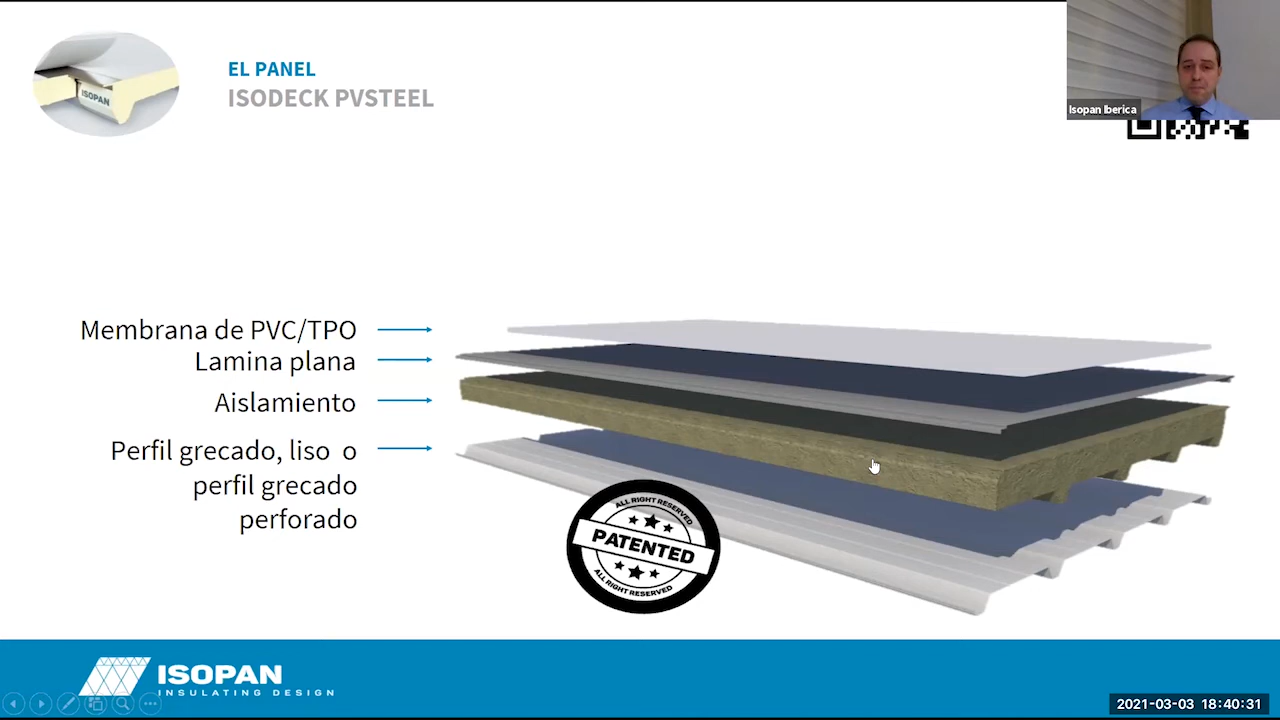 EL PANEL
ISODECK PVSTEEL
ISOPAN
Isopan Iberica
Membrana de PVC/TPO
Lamina plana
Aislamiento
Perfil grecado, liso o
perfil grecado
perforado
ALL RIGHT RESERVED
PATENTED
ALL RIGHT RESERVED
ISOPAN
INSULATING DESIGN
2021-03-03 18:40:31